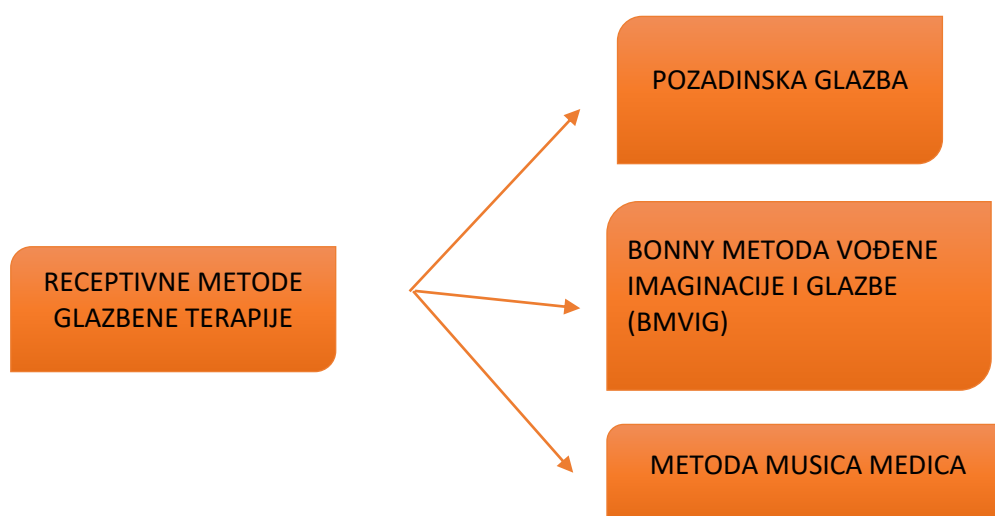 RECEPTIVNE METODE
GLAZBENE TERAPIJE
POZADINSKA GLAZBA
BONNY METODA VOĐENE
IMAGINACIJE I GLAZBE
(BMVIG)
METODA MUSICA MEDICA